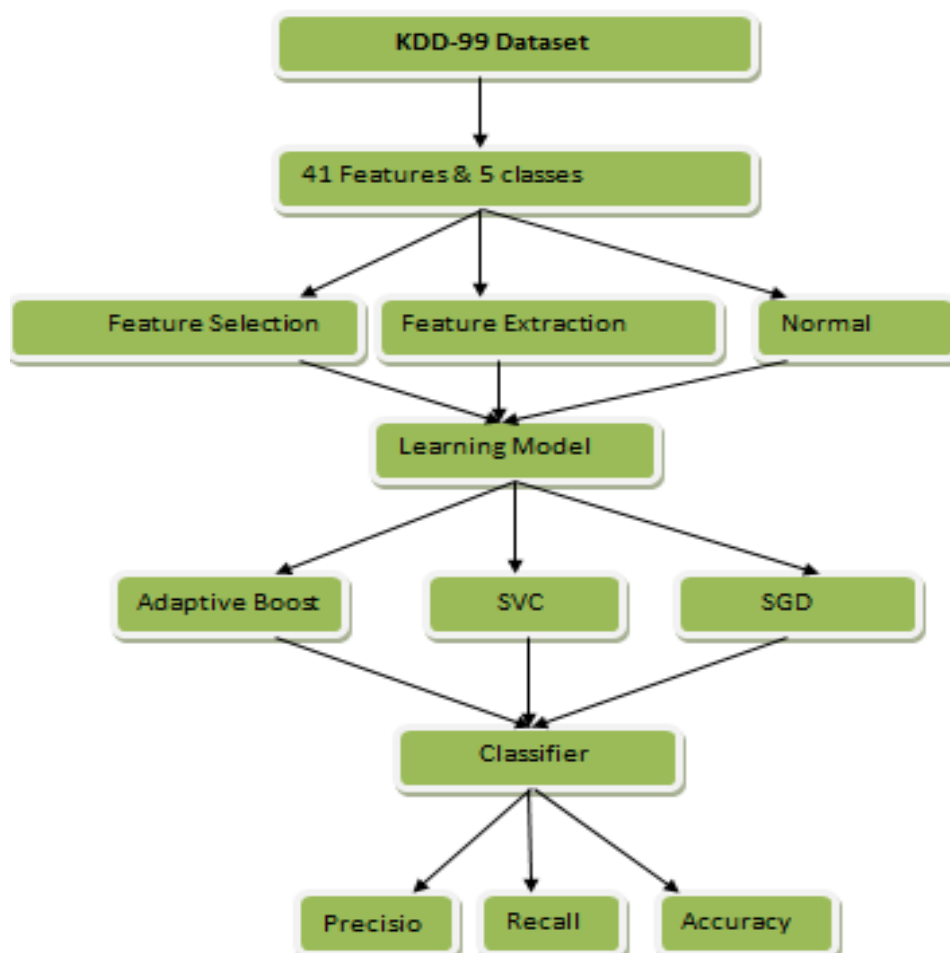 KDD-99 Dataset
41 Features & 5 classes
Feature Selection
Feature Extraction
Normal
Learning Model
Adaptive Boost
SVC
SGD
Classifier
Precisio
Recall
Accuracy